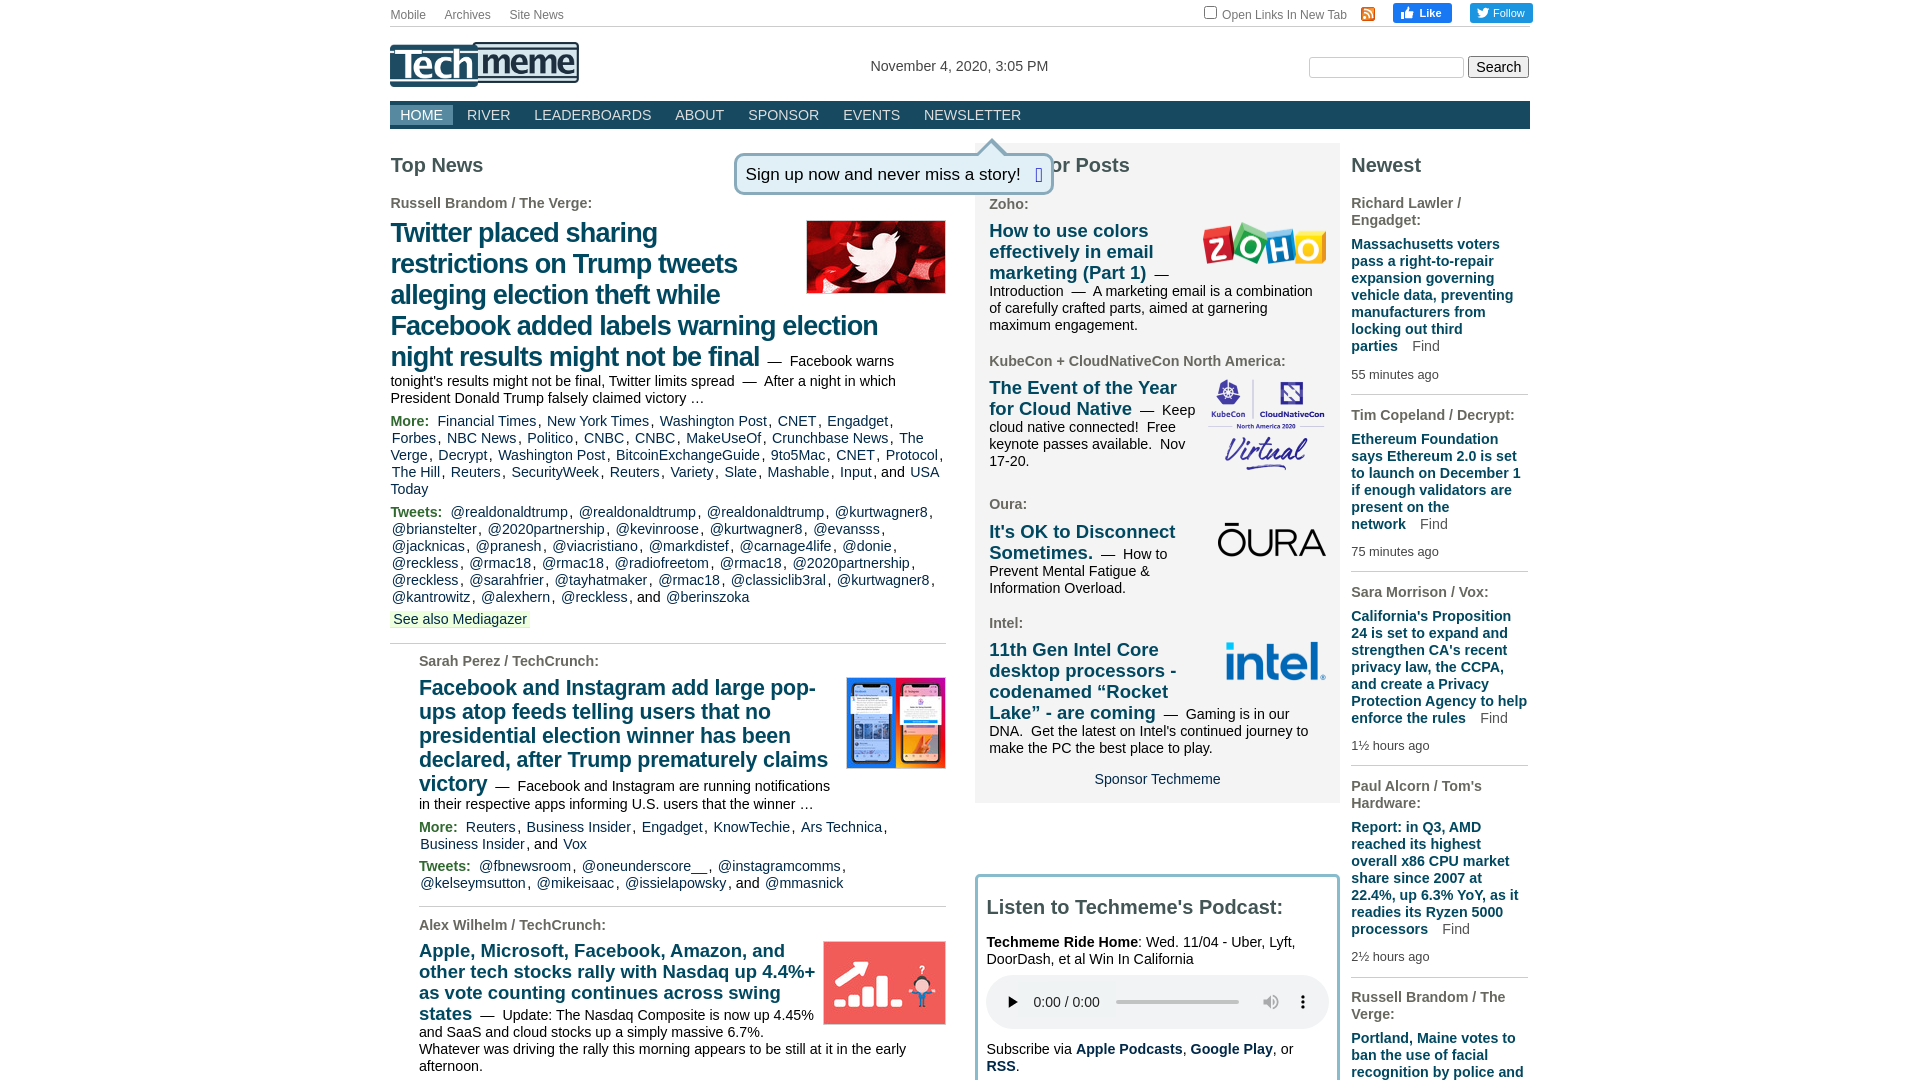 Mobile Archives Site News
Open Links In New Tab
Like
Follow
Techmeme
November 4, 2020, 3:05 PM
Search
HOME RIVER LEADERBOARDS ABOUT SPONSOR EVENTS NEWSLETTER
Sign up now and never miss a story!
Top News
Russell Brandom / The Verge:
Twitter placed sharing
restrictions on Trump tweets
alleging election theft while
Facebook added labels warning election
night results might not be final — Facebook warns
tonight's results might not be final, Twitter limits spread — After a night in which
President Donald Trump falsely claimed victory …
More: Financial Times, New York Times, Washington Post, CNET, Engadget,
Forbes, NBC News, Politico, CNBC, CNBC, MakeUseOf, Crunchbase News, The
Verge, Decrypt, Washington Post, BitcoinExchangeGuide, 9to5Mac, CNET, Protocol,
The Hill, Reuters, SecurityWeek, Reuters, Variety, Slate, Mashable, Input, and USA
Today
Tweets: @realdonaldtrump, @realdonaldtrump, @realdonaldtrump, @kurtwagner8,
@brianstelter, @2020partnership, @kevinroose, @kurtwagner8, @evansss,
@jacknicas, @pranesh, @viacristiano, @markdistef, @carnage4life, @donie,
@reckless, @rmac18, @rmac18, @radiofreetom, @rmac18, @2020partnership,
@reckless, @sarahfrier, @tayhatmaker, @rmac18, @classiclib3ral, @kurtwagner8,
@kantrowitz, @alexhern, @reckless, and @berinszoka
See also Mediagazer
Sarah Perez / TechCrunch:
Facebook and Instagram add large pop-
ups atop feeds telling users that no
presidential election winner has been
declared, after Trump prematurely claims
victory — Facebook and Instagram are running notifications
in their respective apps informing U.S. users that the winner …
More: Reuters, Business Insider, Engadget, KnowTechie, Ars Technica,
Business Insider, and Vox
Tweets: @fbnewsroom, @oneunderscore__, @instagramcomms,
@kelseymsutton, @mikeisaac, @issielapowsky, and @mmasnick
Alex Wilhelm / TechCrunch:
Apple, Microsoft, Facebook, Amazon, and
other tech stocks rally with Nasdaq up 4.4%+
as vote counting continues across swing
states — Update: The Nasdaq Composite is now up 4.45%
and SaaS and cloud stocks up a simply massive 6.7%.
Whatever was driving the rally this morning appears to be still at it in the early
afternoon.
or Posts
Zoho:
How to use colors
effectively in email
marketing (Part 1) —
Introduction — A marketing email is a combination
of carefully crafted parts, aimed at garnering
maximum engagement.
ZOHO
KubeCon + CloudNativeCon North America:
The Event of the Year
for Cloud Native — Keep
cloud native connected! Free
keynote passes available. Nov
17-20.
KubeCon CloudNativeCon
North America 2020
Virtual
Oura:
It's OK to Disconnect
Sometimes. — How to
Prevent Mental Fatigue &
Information Overload.
ŌURA
Intel:
11th Gen Intel Core
desktop processors -
codenamed “Rocket
Lake” - are coming — Gaming is in our
DNA. Get the latest on Intel's continued journey to
make the PC the best place to play.
intel.
Sponsor Techmeme
Listen to Techmeme's Podcast:
Techmeme Ride Home: Wed. 11/04 - Uber, Lyft,
DoorDash, et al Win In California
0:00 / 0:00
Subscribe via Apple Podcasts, Google Play, or
RSS.
Newest
Richard Lawler /
Engadget:
Massachusetts voters
pass a right-to-repair
expansion governing
vehicle data, preventing
manufacturers from
locking out third
parties Find
55 minutes ago
Tim Copeland / Decrypt:
Ethereum Foundation
says Ethereum 2.0 is set
to launch on December 1
if enough validators are
present on the
network Find
75 minutes ago
Sara Morrison / Vox:
California's Proposition
24 is set to expand and
strengthen CA's recent
privacy law, the CCPA,
and create a Privacy
Protection Agency to help
enforce the rules Find
1½ hours ago
Paul Alcorn / Tom's
Hardware:
Report: in Q3, AMD
reached its highest
overall x86 CPU market
share since 2007 at
22.4%, up 6.3% YoY, as it
readies its Ryzen 5000
processors Find
2½ hours ago
Russell Brandom / The
Verge:
Portland, Maine votes to
ban the use of facial
recognition by police and